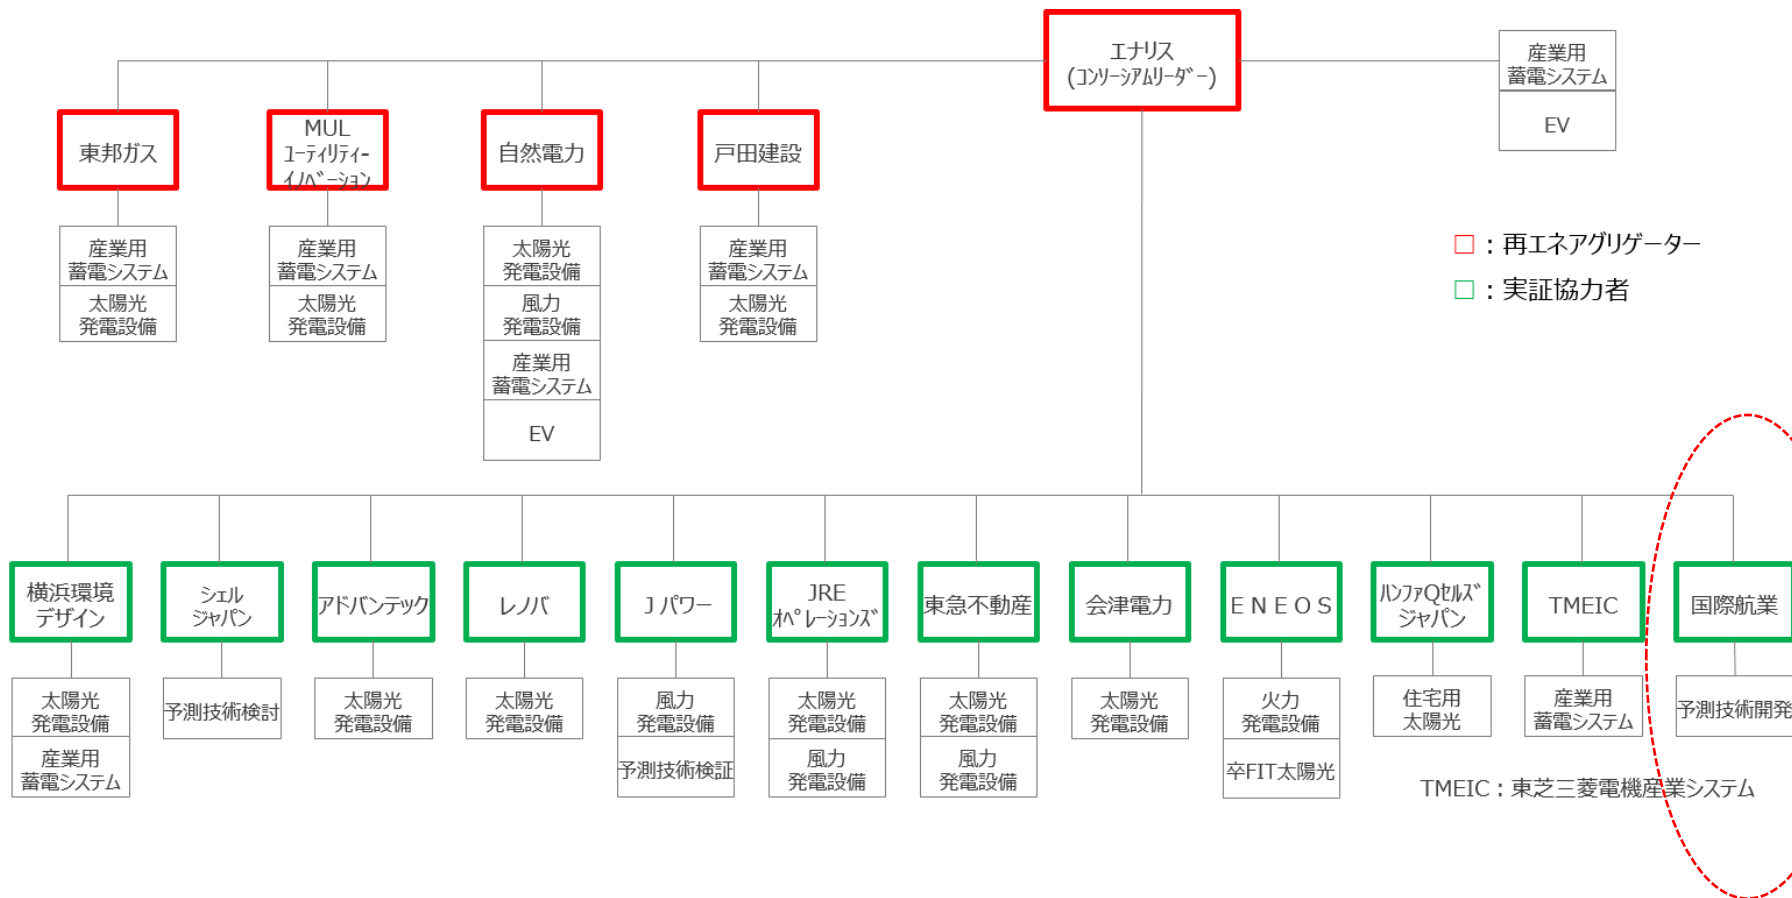 エナリス
(ｺﾝｿｰｼｱﾑﾘｰﾀﾞｰ)
産業用
蓄電システム
EV
東邦ガス
MUL
ﾕｰﾃｨﾘﾃｨｰ
ｲﾉﾍﾞｰｼｮﾝ
自然電力
戸田建設
産業用
蓄電システム
太陽光
発電設備
産業用
蓄電システム
太陽光
発電設備
太陽光
発電設備
風力
発電設備
産業用
蓄電システム
EV
産業用
蓄電システム
太陽光
発電設備
□：再エネアグリゲーター
□：実証協力者
横浜環境
デザイン
シェル
ジャパン
アドバンテック
レノバ
Ｊパワー
JRE
ｵﾍﾟﾚｰｼｮﾝｽﾞ
東急不動産
会津電力
ＥＮＥＯＳ
ﾊﾝﾌｧQｾﾙｽﾞ
ジャパン
TMEIC
国際航業
太陽光
発電設備
産業用
蓄電システム
予測技術検討
太陽光
発電設備
太陽光
発電設備
風力
発電設備
予測技術検証
太陽光
発電設備
風力
発電設備
太陽光
発電設備
風力
発電設備
太陽光
発電設備
火力
発電設備
卒FIT太陽光
住宅用
太陽光
産業用
蓄電システム
予測技術開発
TMEIC：東芝三菱電機産業システム